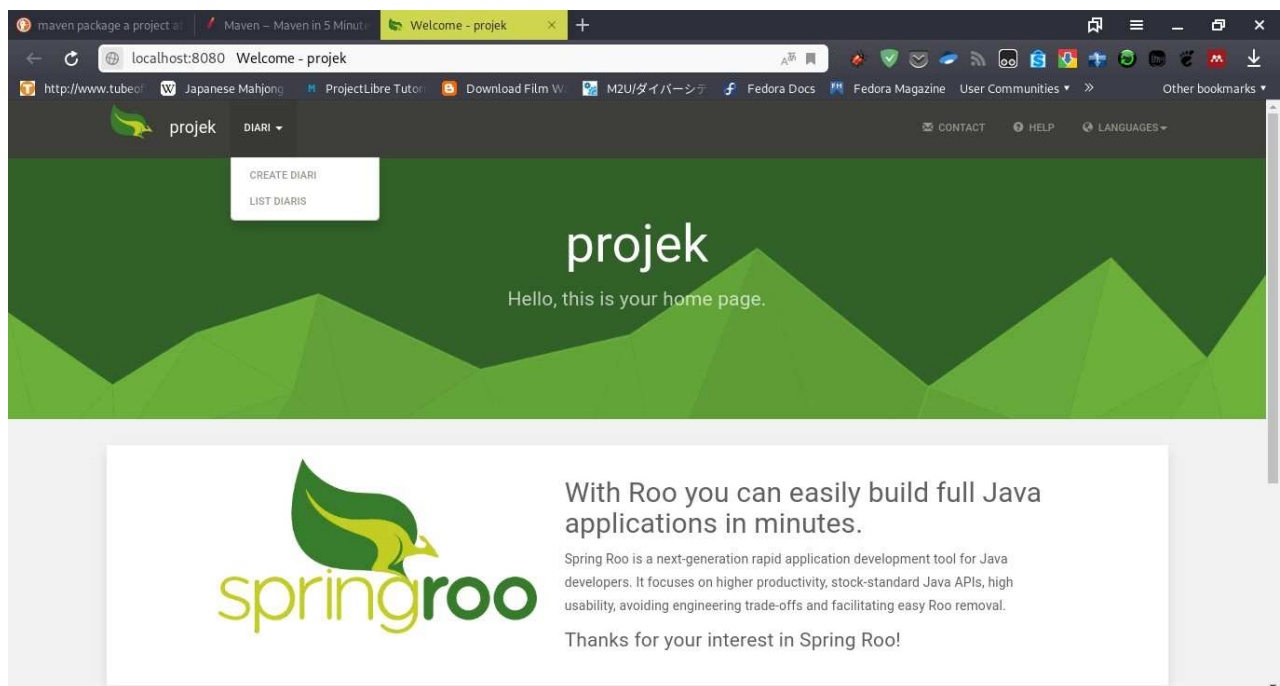 maven package a project a
Maven – Maven in 5 Minute
Welcome - projek
localhost:8080 Welcome - projek
http://www.tubeof
Japanese Mahjong
ProjectLibre Tutor
Download Film W
M2U/ダイバーシテ
Fedora Docs
Fedora Magazine
User Communities
Other bookmarks
projek
DIARI
CONTACT
HELP
LANGUAGES
CREATE DIARI
LIST DIARIS
projek
Hello, this is your home page.
springroo
With Roo you can easily build full Java
applications in minutes.
Spring Roo is a next-generation rapid application development tool for Java
developers. It focuses on higher productivity, stock-standard Java APIs, high
usability, avoiding engineering trade-offs and facilitating easy Roo removal.
Thanks for your interest in Spring Roo!